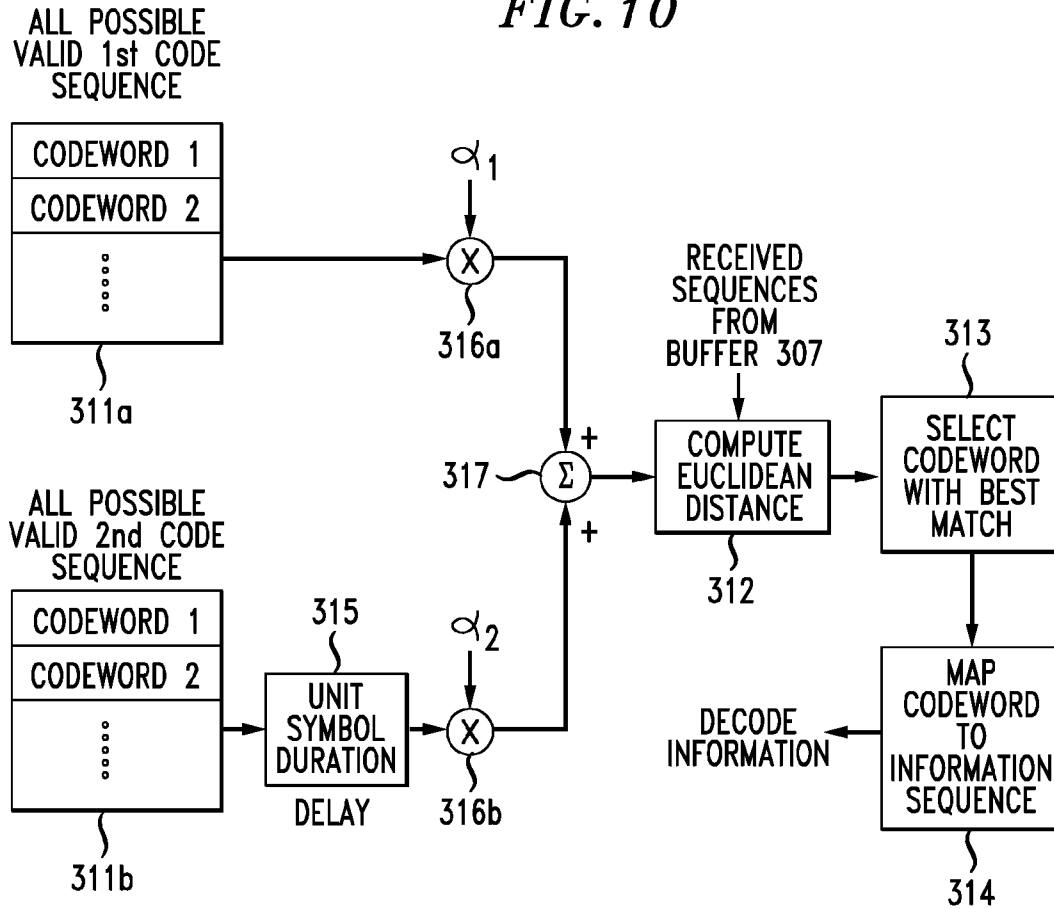 FIG. 10
ALL POSSIBLE
VALID 1st CODE
SEQUENCE
CODEWORD 1
CODEWORD 2
311a
α1
X
316a
ALL POSSIBLE
VALID 2nd CODE
SEQUENCE
CODEWORD 1
CODEWORD 2
311b
315
UNIT
SYMBOL
DURATION
DELAY
α2
X
316b
317
Σ
+
+
RECEIVED
SEQUENCES
FROM
BUFFER 307
COMPUTE
EUCLIDEAN
DISTANCE
312
313
SELECT
CODEWORD
WITH BEST
MATCH
MAP
CODEWORD
TO
INFORMATION
SEQUENCE
314
DECODE
INFORMATION